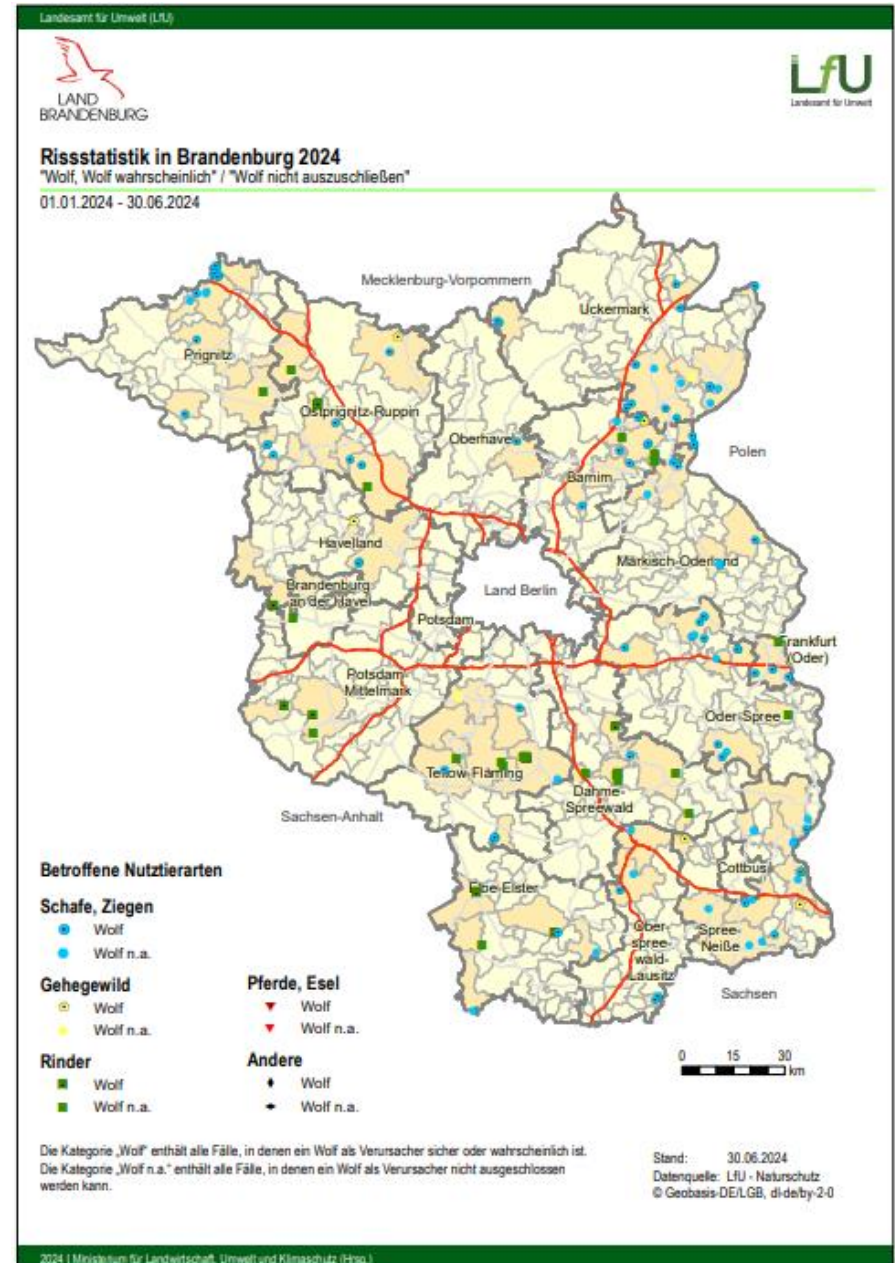 Landesamt für Umwelt (LfU)
LAND
BRANDENBURG
LfU
Landesamt für Umwelt
Rissstatistik in Brandenburg 2024
"Wolf, Wolf wahrscheinlich" / "Wolf nicht auszuschließen"
01.01.2024 - 30.06.2024
Mecklenburg-Vorpommern
Uckermark
Prignitz
Ostprignitz-Ruppin
Oberhavel
Polen
Barnim
Havelland
Märkisch-Oderland
Brandenburg
an der Havel
Land Berlin
Potsdam
Frankfurt
(Oder)
Potsdam-
Mittelmark
Oder-Spree
Teltow-Fläming
Dahme-
Spreewald
Sachsen-Anhalt
Cottbus
Elbe-Elster
Ober-
spree-
wald-
Lausitz
Spree-
Neiße
Sachsen
Betroffene Nutztierarten
Schafe, Ziegen
Wolf
Wolf n.a.
Gehegewild
Wolf
Wolf n.a.
Pferde, Esel
Wolf
Wolf n.a.
Rinder
Wolf
Wolf n.a.
Andere
Wolf
Wolf n.a.
0 15 30
km
Die Kategorie „Wolf“ enthält alle Fälle, in denen ein Wolf als Verursacher sicher oder wahrscheinlich ist.
Die Kategorie „Wolf n.a.“ enthält alle Fälle, in denen ein Wolf als Verursacher nicht ausgeschlossen
werden kann.
Stand: 30.06.2024
Datenquelle: LfU - Naturschutz
© Geobasis-DE/LGB, dl-de/by-2-0
2024 | Ministerium für Landwirtschaft, Umwelt und Klimaschutz (Hrsg.)